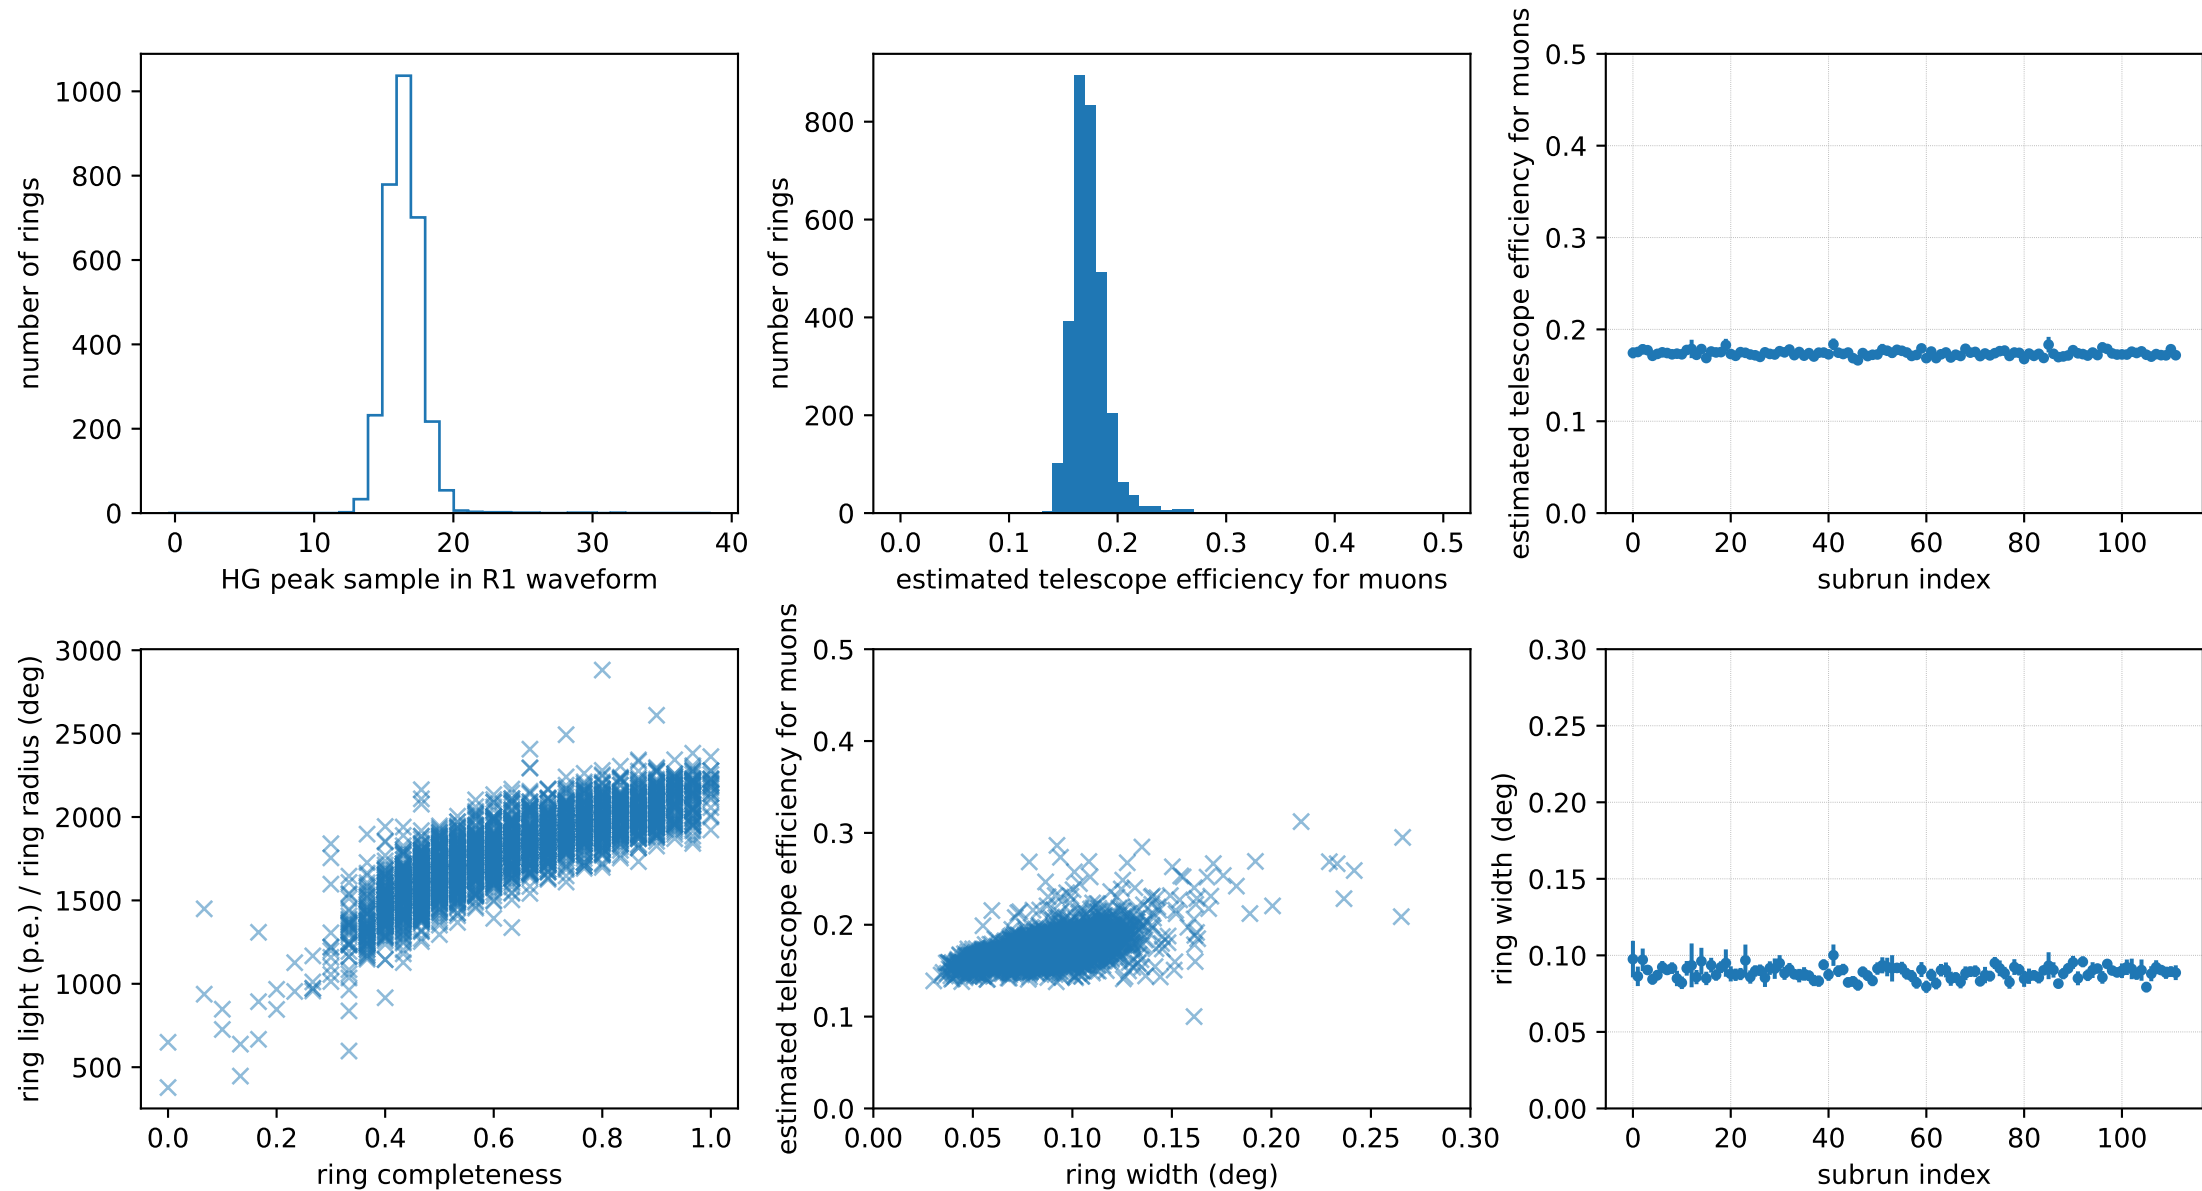 number of rings
1000
800
600
400
200
0
0 10 20 30 40
HG peak sample in R1 waveform
number of rings
800
600
400
200
0
0.0 0.1 0.2 0.3 0.4 0.5
estimated telescope efficiency for muons
estimated telescope efficiency for muons
0.5
0.4
0.3
0.2
0.1
0.0
0 20 40 60 80 100
subrun index
ring light (p.e.) / ring radius (deg)
3000
2500
2000
1500
1000
500
0.0 0.2 0.4 0.6 0.8 1.0
ring completeness
estimated telescope efficiency for muons
0.5
0.4
0.3
0.2
0.1
0.0
0.00 0.05 0.10 0.15 0.20 0.25 0.30
ring width (deg)
ring width (deg)
0.30
0.25
0.20
0.15
0.10
0.05
0.00
0 20 40 60 80 100
subrun index